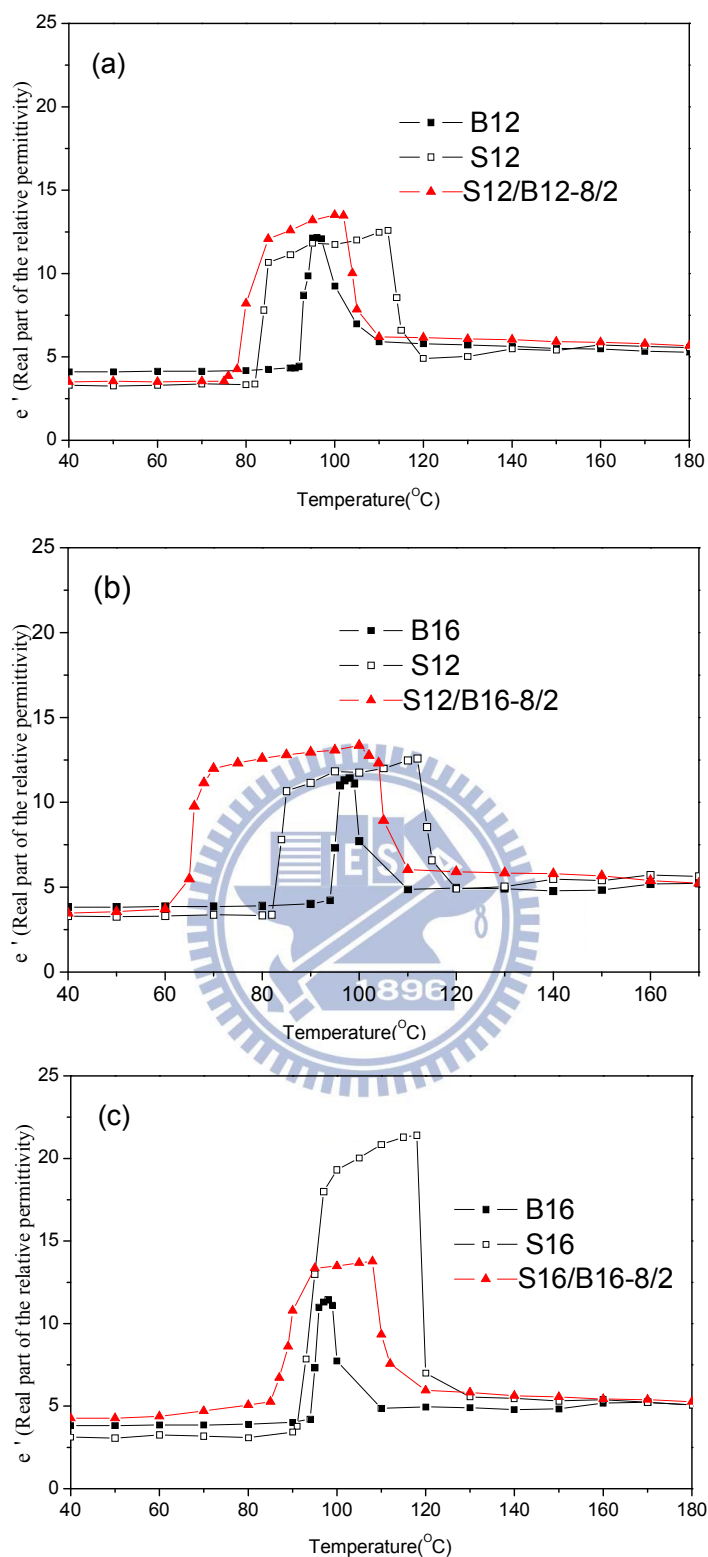 25
(a)
20
B12
S12
S12/B12-8/2
15
10
5
0
e ' (Real part of the relative permittivity)
40 60 80 100 120 140 160 180
Temperature(OC)
25
(b)
20
B16
S12
S12/B16-8/2
15
10
5
0
e ' (Real part of the relative permittivity)
E S
1896
40 60 80 100 120 140 160
Temperature(OC)
25
(c)
20
B16
S16
S16/B16-8/2
15
10
5
0
e ' (Real part of the relative permittivity)
40 60 80 100 120 140 160 180
Temperature(OC)